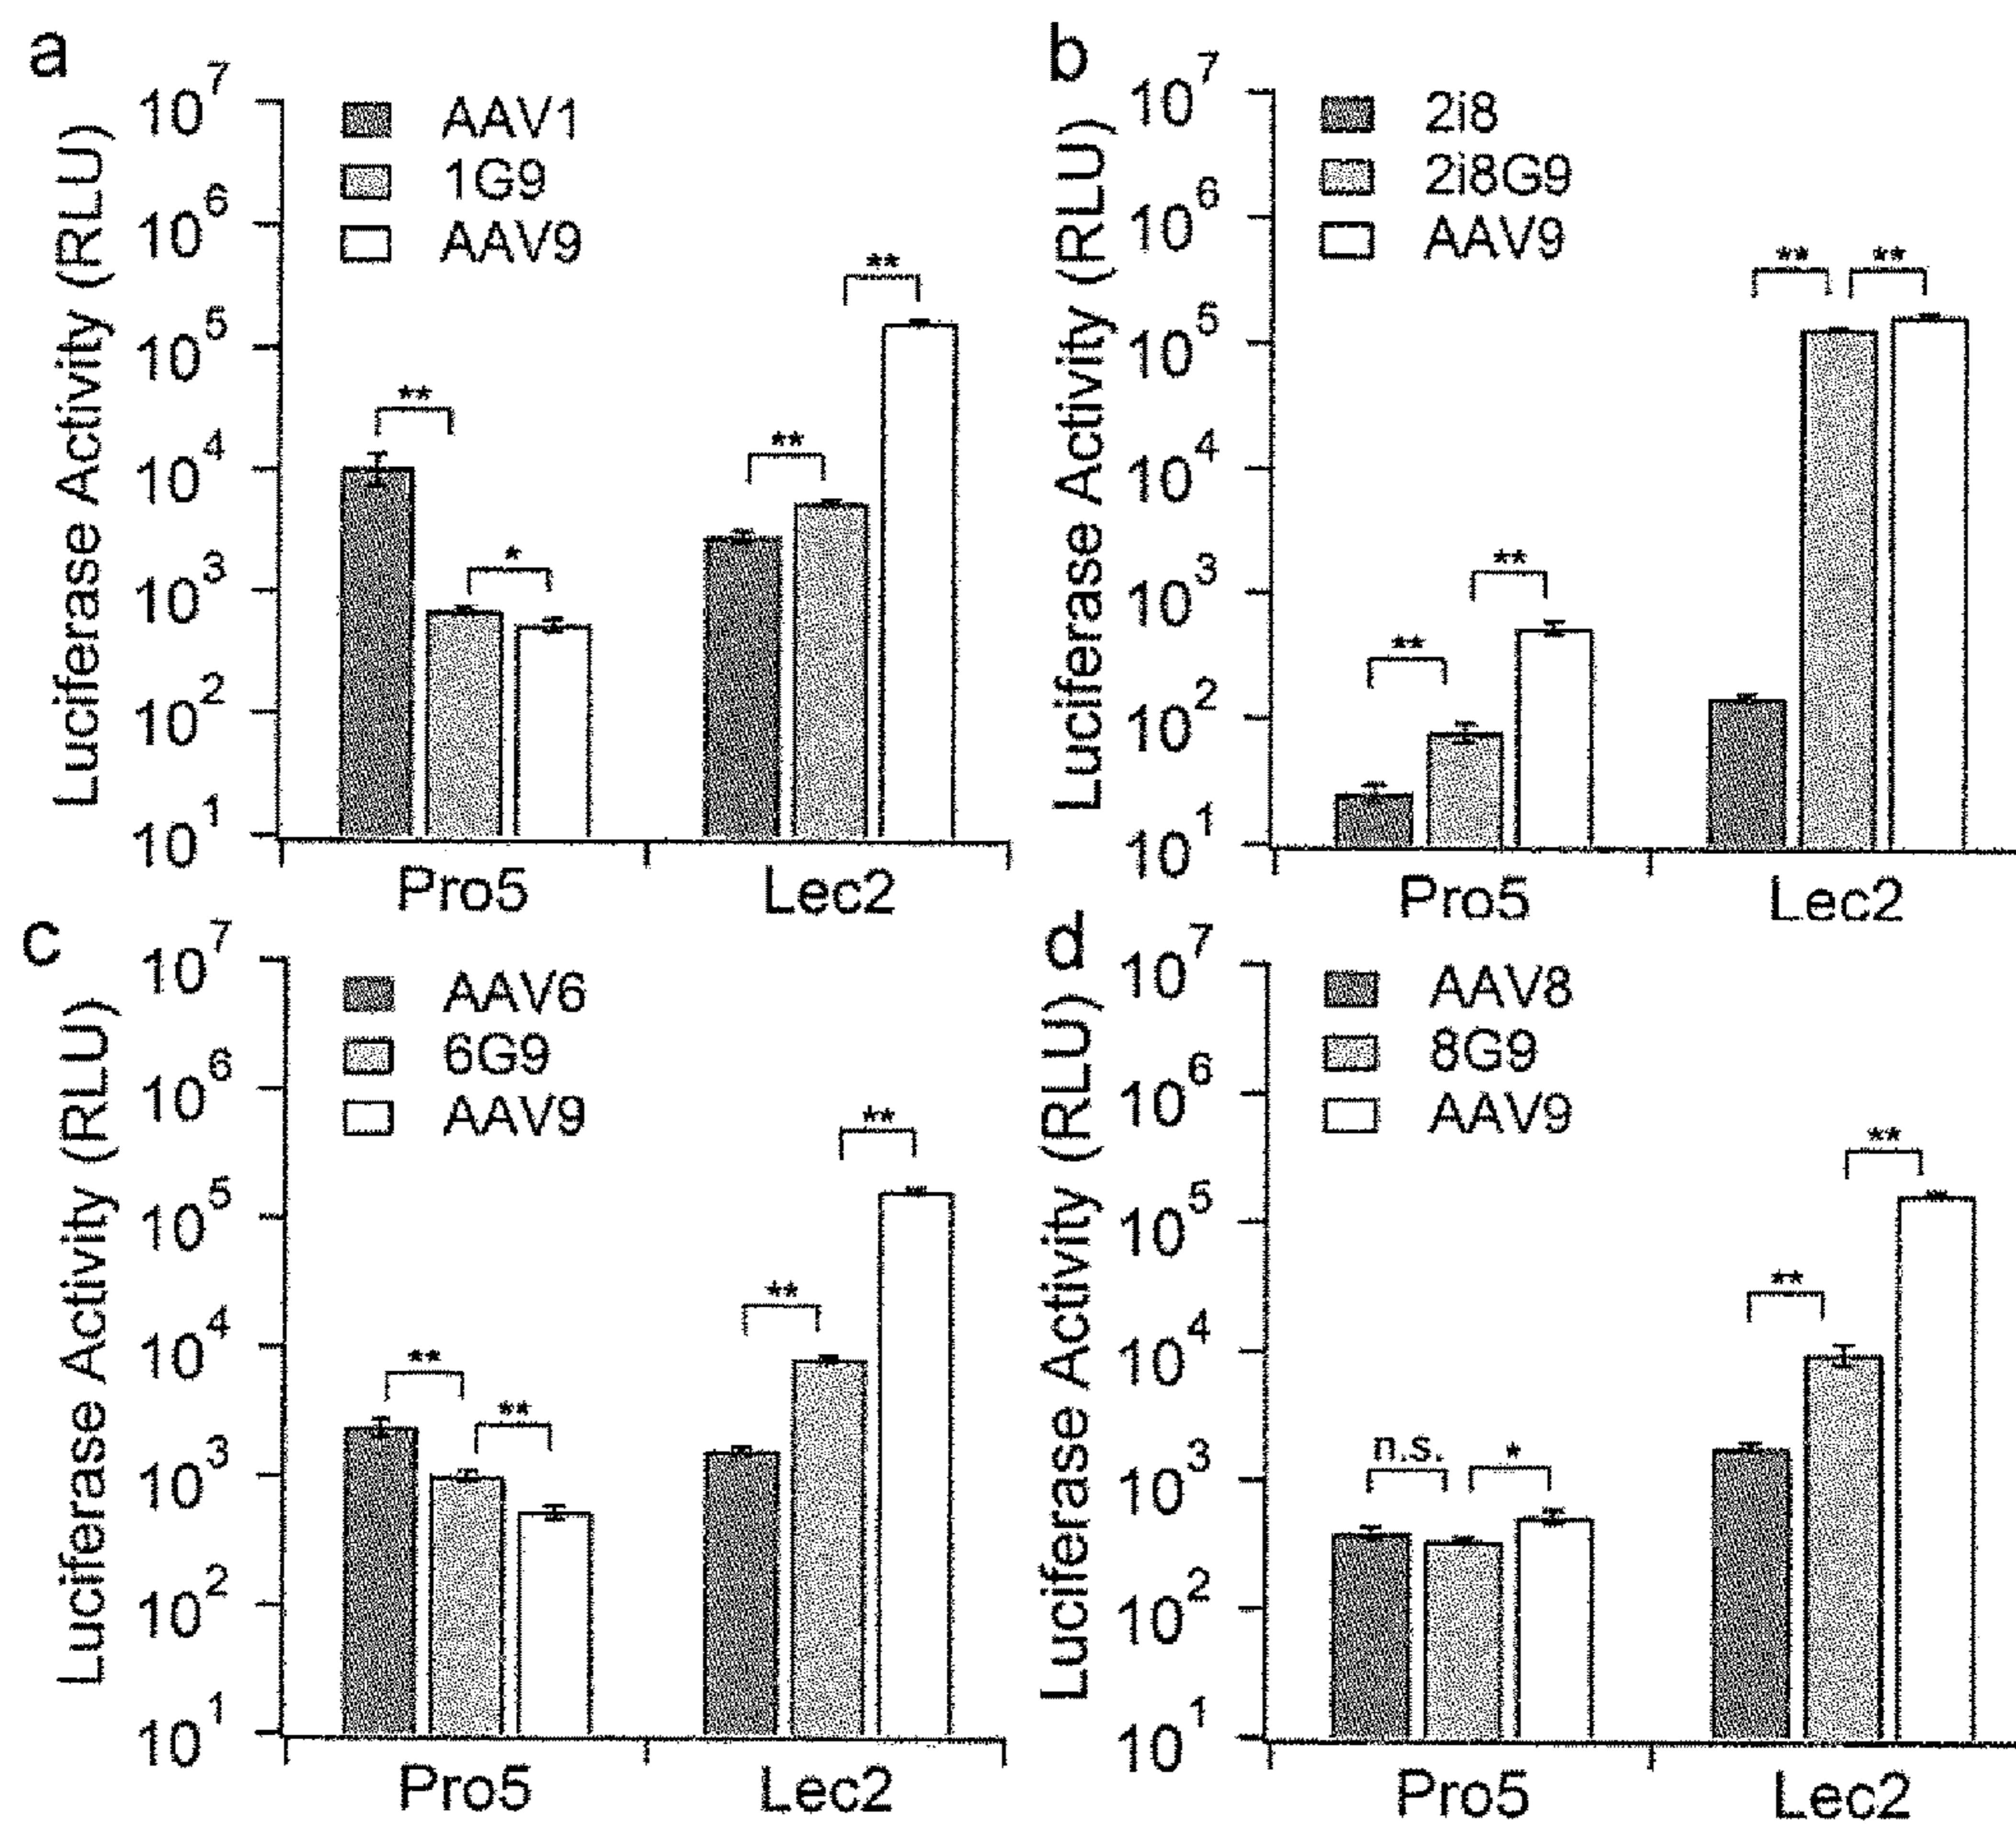 a
Luciferase Activity (RLU)
10^7
10^6
10^5
10^4
10^3
10^2
10^1
AAV1
1G9
AAV9
**
*
**
**
Pro5
Lec2
b
Luciferase Activity (RLU)
10^7
10^6
10^5
10^4
10^3
10^2
10^1
2i8
2i8G9
AAV9
**
**
**
**
Pro5
Lec2
c
Luciferase Activity (RLU)
10^7
10^6
10^5
10^4
10^3
10^2
10^1
AAV6
6G9
AAV9
**
**
**
**
Pro5
Lec2
d
Luciferase Activity (RLU)
10^7
10^6
10^5
10^4
10^3
10^2
10^1
AAV8
8G9
AAV9
n.s.
*
**
**
Pro5
Lec2